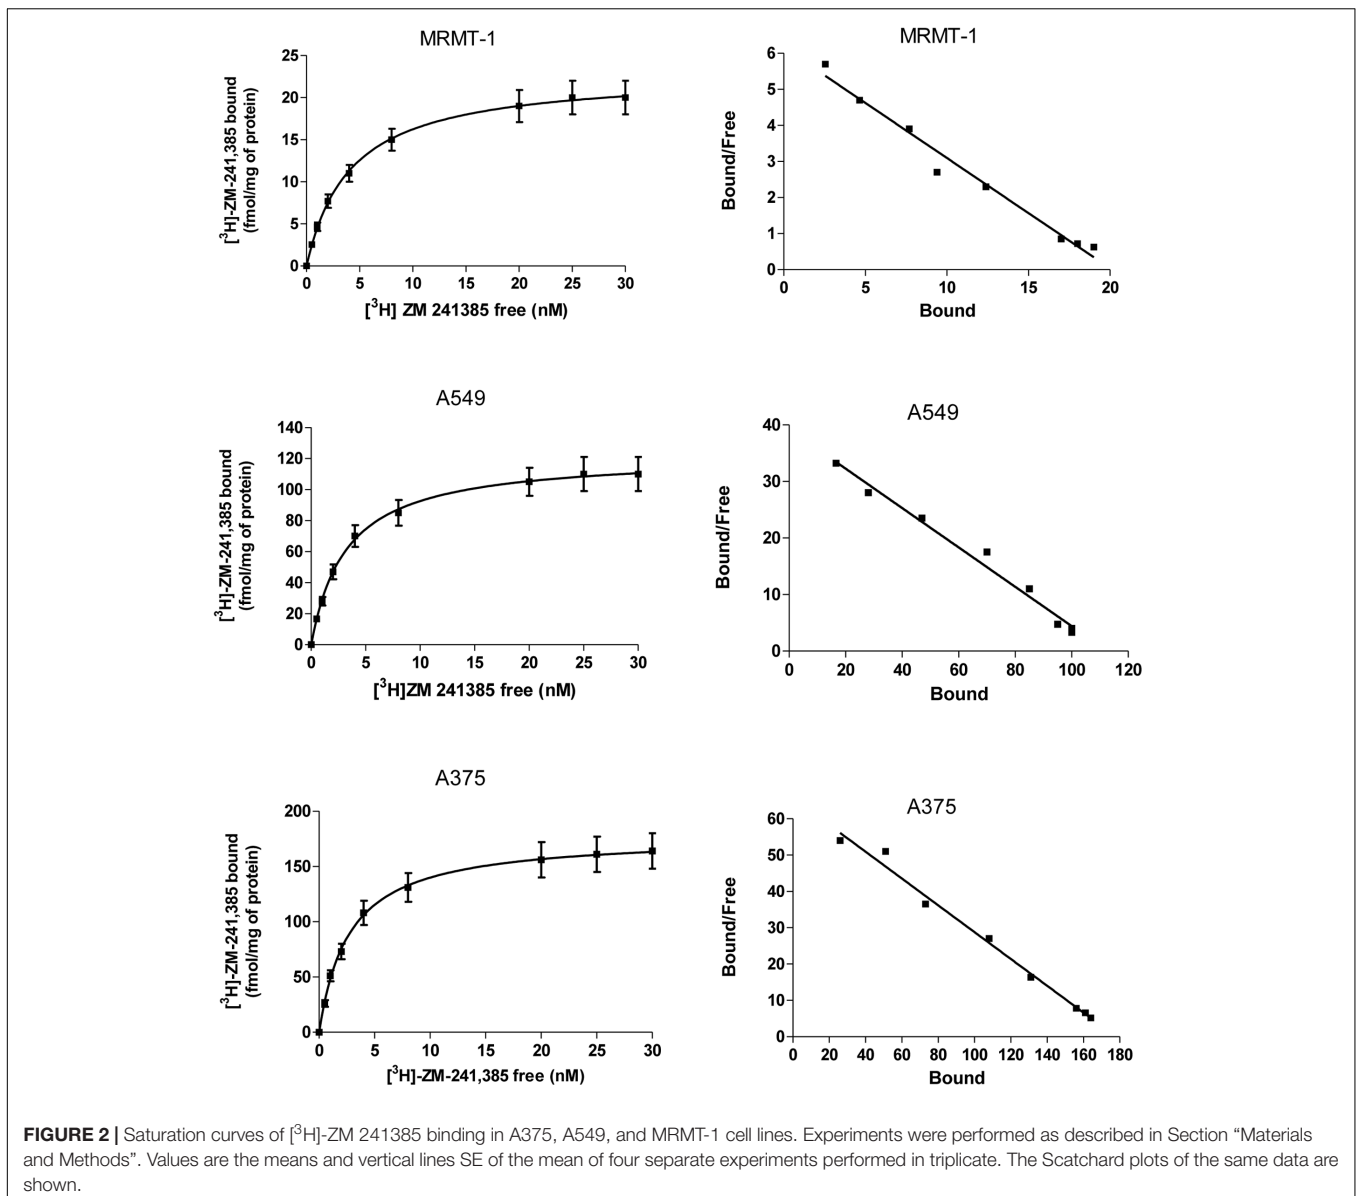 MRMT-1
25
20
15
10
5
0
[³H]-ZM-241,385 bound
(fmol/mg of protein)
0 5 10 15 20 25 30
[³H] ZM 241385 free (nM)
MRMT-1
6
5
4
3
2
1
0
Bound/Free
0 5 10 15 20
Bound
A549
140
120
100
80
60
40
20
0
[³H]-ZM-241,385 bound
(fmol/mg of protein)
0 5 10 15 20 25 30
[³H]ZM 241385 free (nM)
A549
40
30
20
10
0
Bound/Free
0 20 40 60 80 100 120
Bound
A375
200
150
100
50
0
[³H]-ZM-241,385 bound
(fmol/mg of protein)
0 5 10 15 20 25 30
[³H]-ZM-241,385 free (nM)
A375
60
50
40
30
20
10
0
Bound/Free
0 20 40 60 80 100 120 140 160 180
Bound
FIGURE 2 | Saturation curves of [³H]-ZM 241385 binding in A375, A549, and MRMT-1 cell lines. Experiments were performed as described in Section “Materials
and Methods”. Values are the means and vertical lines SE of the mean of four separate experiments performed in triplicate. The Scatchard plots of the same data are
shown.